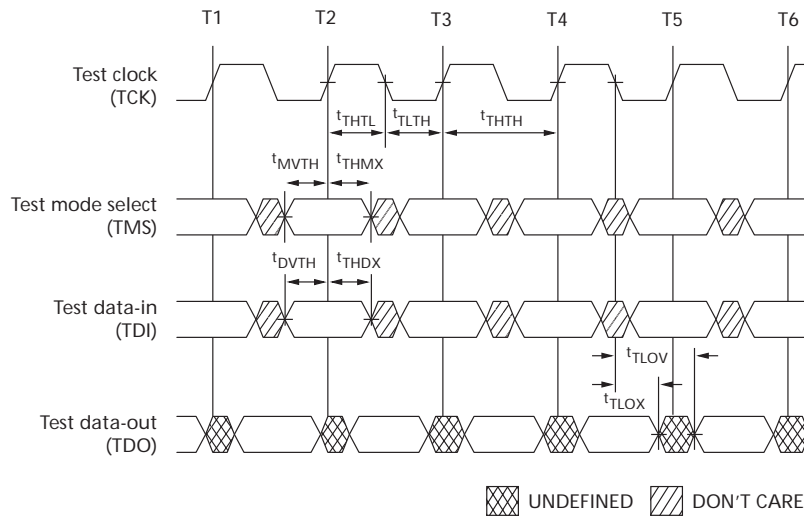 T1 T2 T3 T4 T5 T6
Test clock
(TCK)
tTHTL tTLTH tTHTH
tMVTH tTHMX
Test mode select
(TMS)
tDVTH tTHDX
Test data-in
(TDI)
tTLOV
tTLOX
Test data-out
(TDO)
UNDEFINED DON'T CARE